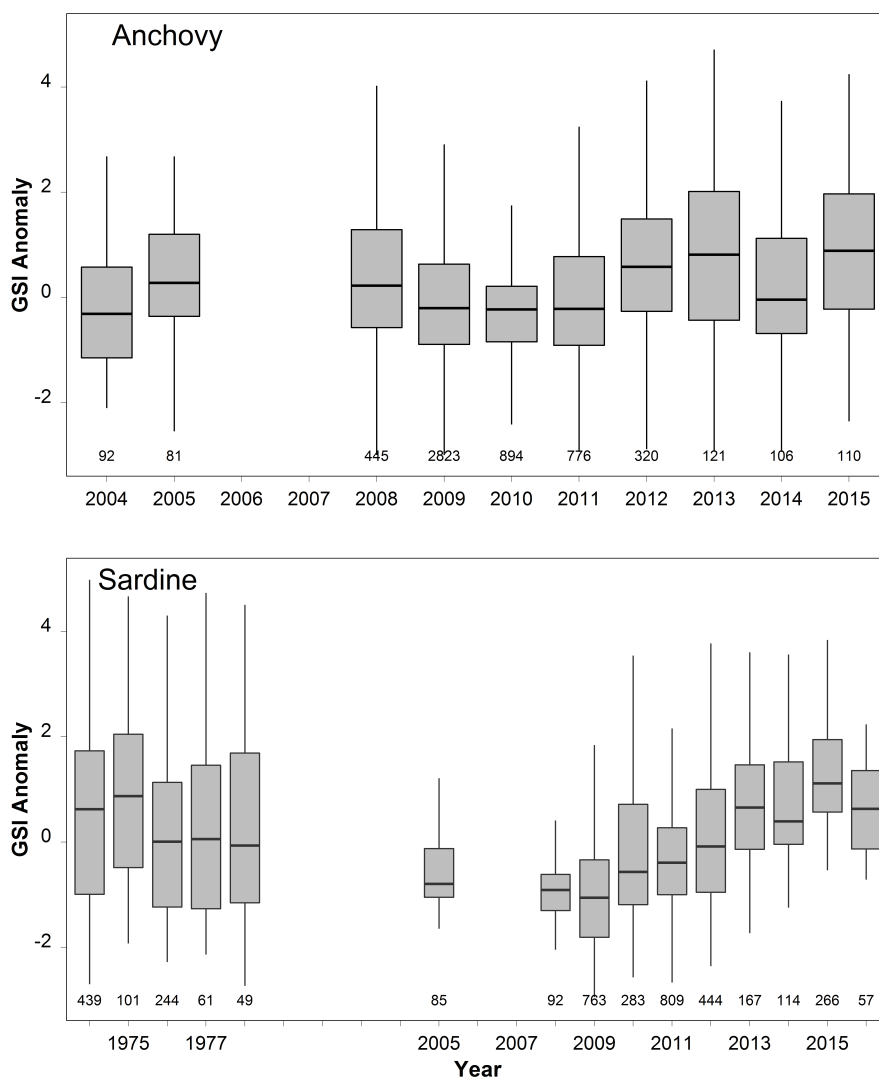 Anchovy
GSI Anomaly
4
2
0
-2
92 81 445 2823 894 776 320 121 106 110
2004 2005 2006 2007 2008 2009 2010 2011 2012 2013 2014 2015
Sardine
GSI Anomaly
4
2
0
-2
439 101 244 61 49 85 92 763 283 809 444 167 114 266 57
1975 1977 2005 2007 2009 2011 2013 2015
Year